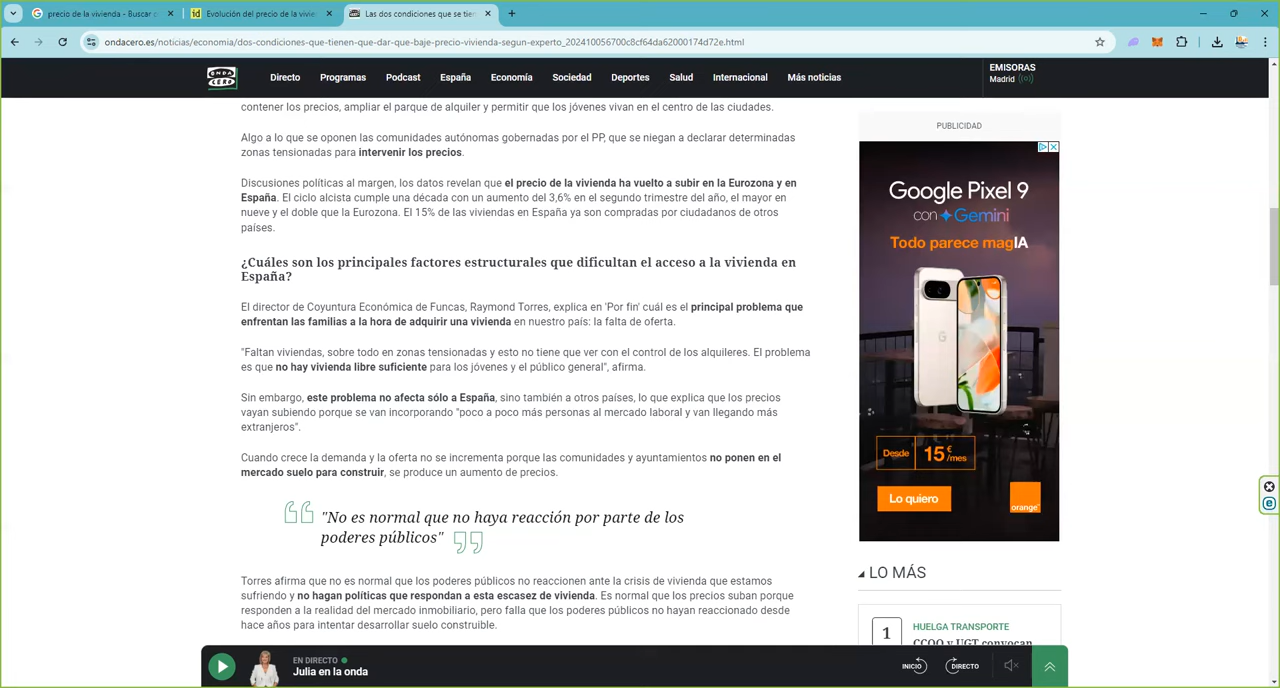 precio de la vivienda - Buscar
Evolución del precio de la vivie
Las dos condiciones que se tien
ondacero.es/noticias/economia/dos-condiciones-que-tienen-que-dar-que-baje-precio-vivienda-segun-experto_202410056700c8cf64da62000174d72e.html
ONDA CERO
Directo Programas Podcast España Economía Sociedad Deportes Salud Internacional Más noticias
EMISORAS
Madrid
contener los precios, ampliar el parque de alquiler y permitir que los jóvenes vivan en el centro de las ciudades.
Algo a lo que se oponen las comunidades autónomas gobernadas por el PP, que se niegan a declarar determinadas
zonas tensionadas para intervenir los precios.
Discusiones políticas al margen, los datos revelan que el precio de la vivienda ha vuelto a subir en la Eurozona y en
España. El ciclo alcista cumple una década con un aumento del 3,6% en el segundo trimestre del año, el mayor en
nueve y el doble que la Eurozona. El 15% de las viviendas en España ya son compradas por ciudadanos de otros
países.
¿Cuáles son los principales factores estructurales que dificultan el acceso a la vivienda en
España?
El director de Coyuntura Económica de Funcas, Raymond Torres, explica en 'Por fin' cuál es el principal problema que
enfrentan las familias a la hora de adquirir una vivienda en nuestro país: la falta de oferta.
"Faltan viviendas, sobre todo en zonas tensionadas y esto no tiene que ver con el control de los alquileres. El problema
es que no hay vivienda libre suficiente para los jóvenes y el público general", afirma.
Sin embargo, este problema no afecta sólo a España, sino también a otros países, lo que explica que los precios
vayan subiendo porque se van incorporando "poco a poco más personas al mercado laboral y van llegando más
extranjeros".
Cuando crece la demanda y la oferta no se incrementa porque las comunidades y ayuntamientos no ponen en el
mercado suelo para construir, se produce un aumento de precios.
"No es normal que no haya reacción por parte de los
poderes públicos"
Torres afirma que no es normal que los poderes públicos no reaccionen ante la crisis de vivienda que estamos
sufriendo y no hagan políticas que respondan a esta escasez de vivienda. Es normal que los precios suban porque
responden a la realidad del mercado inmobiliario, pero falla que los poderes públicos no hayan reaccionado desde
hace años para intentar desarrollar suelo construible.
PUBLICIDAD
Google Pixel 9
con Gemini
Todo parece magIA
Desde 15 €/mes
Lo quiero
orange
LO MÁS
1
HUELGA TRANSPORTE
CCOO y UGT convocan
EN DIRECTO
Julia en la onda
INICIO
DIRECTO